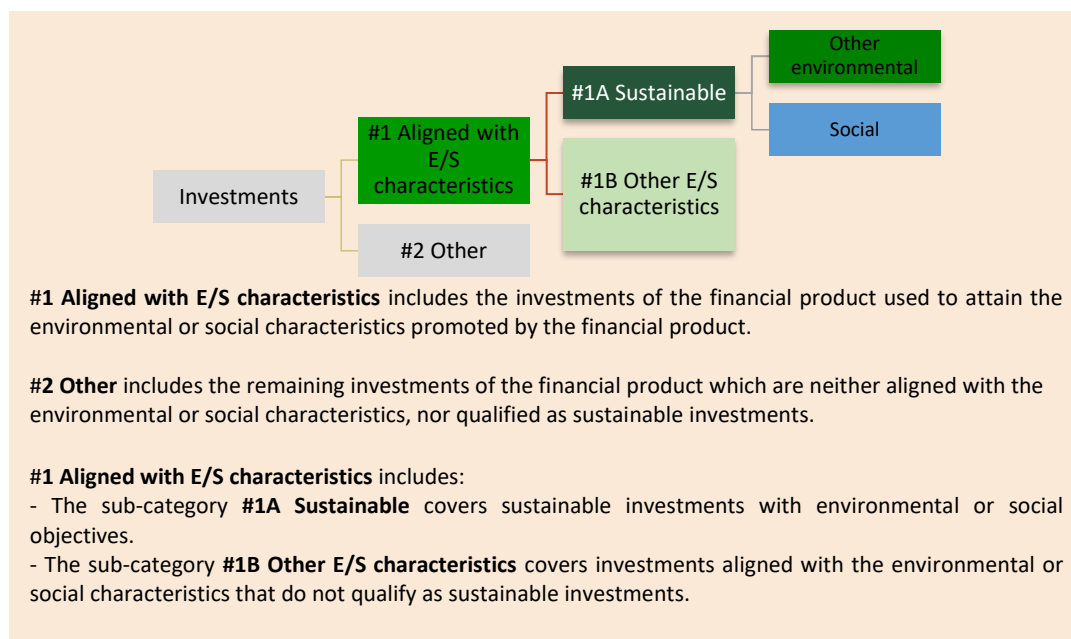 Other
environmental
#1A Sustainable
#1 Aligned with
E/S
characteristics
Social
#1B Other E/S
characteristics
Investments
#2 Other
#1 Aligned with E/S characteristics includes the investments of the financial product used to attain the
environmental or social characteristics promoted by the financial product.
#2 Other includes the remaining investments of the financial product which are neither aligned with the
environmental or social characteristics, nor qualified as sustainable investments.
#1 Aligned with E/S characteristics includes:
- The sub-category #1A Sustainable covers sustainable investments with environmental or social
objectives.
- The sub-category #1B Other E/S characteristics covers investments aligned with the environmental or
social characteristics that do not qualify as sustainable investments.